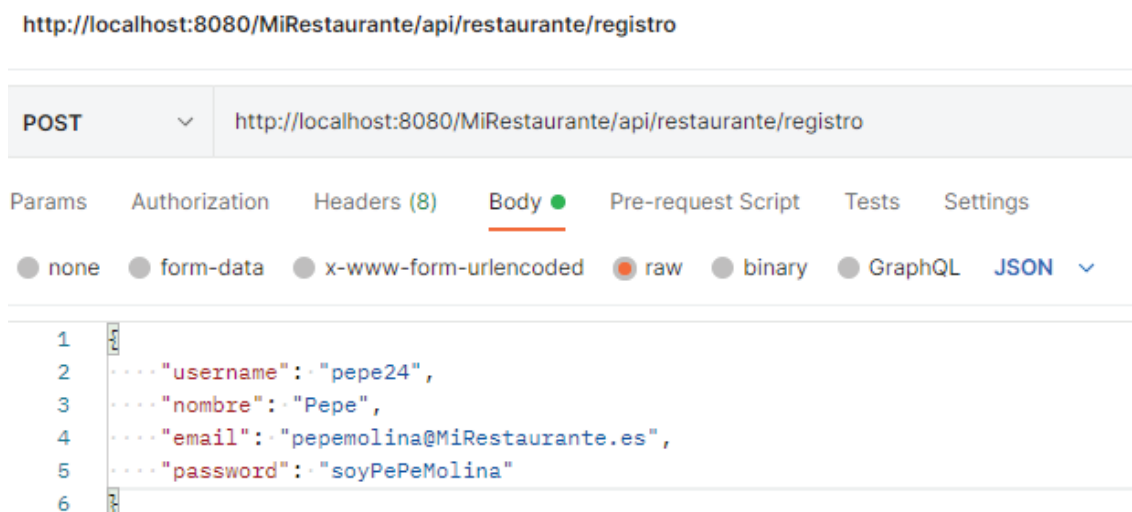 http://localhost:8080/MiRestaurante/api/restaurante/registro
POST http://localhost:8080/MiRestaurante/api/restaurante/registro
Params Authorization Headers (8) Body Pre-request Script Tests Settings
none form-data x-www-form-urlencoded raw binary GraphQL JSON
1 {
2 "username": "pepe24",
3 "nombre": "Pepe",
4 "email": "pepemolina@MiRestaurante.es",
5 "password": "soyPePeMolina"
6 }